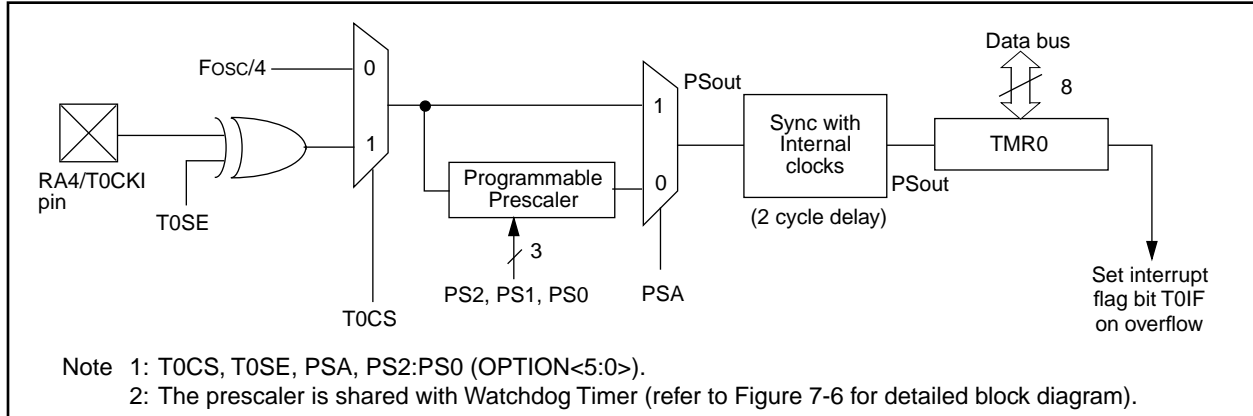 Data bus
FOSC/4
0
PSout
8
1
Sync with
Internal
clocks
TMR0
1
RA4/T0CKI
pin
Programmable
Prescaler
0
PSout
T0SE
(2 cycle delay)
3
PS2, PS1, PS0
PSA
T0CS
Set interrupt
flag bit T0IF
on overflow
Note 1: T0CS, T0SE, PSA, PS2:PS0 (OPTION<5:0>).
2: The prescaler is shared with Watchdog Timer (refer to Figure 7-6 for detailed block diagram).